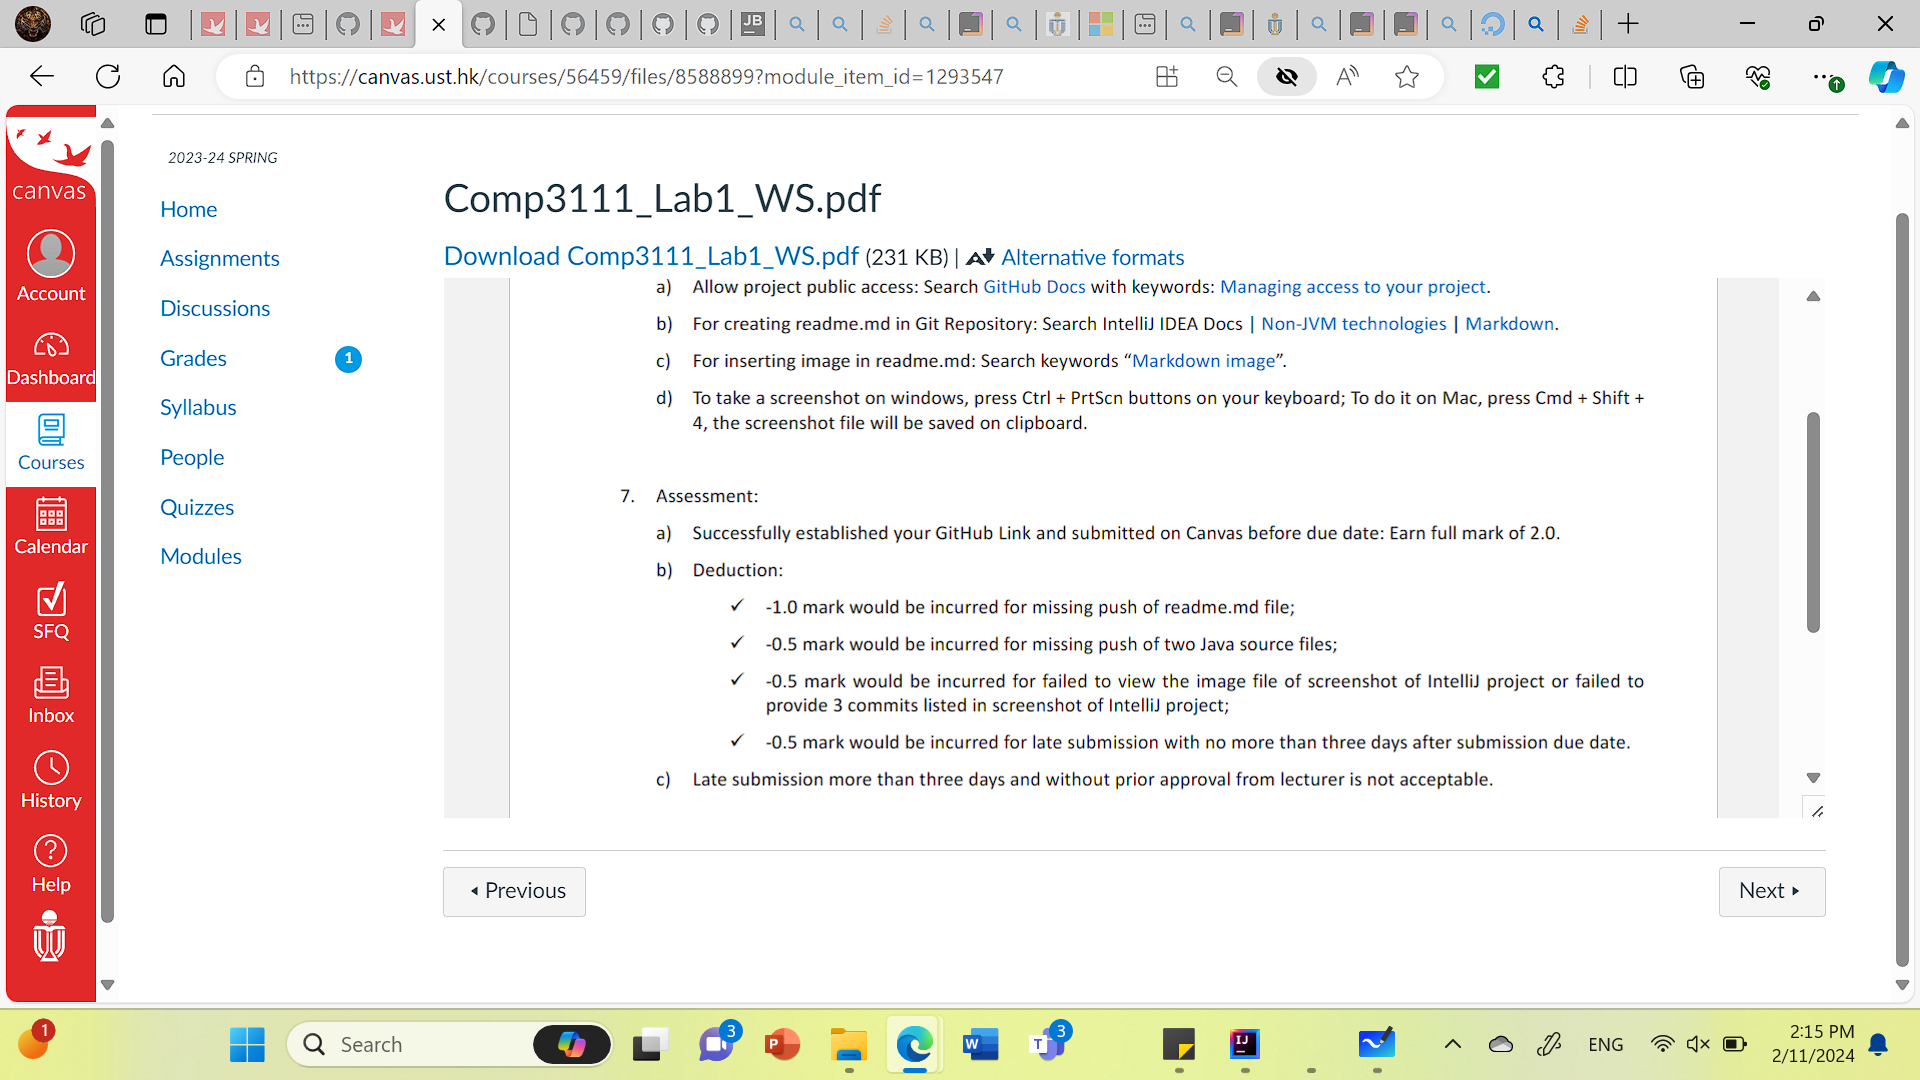 JB
https://canvas.ust.hk/courses/56459/files/8588899?module_item_id=1293547
canvas
Account
Dashboard
Courses
Calendar
SFQ
Inbox
History
Help
2023-24 SPRING
Home
Assignments
Discussions
Grades 1
Syllabus
People
Quizzes
Modules
Comp3111_Lab1_WS.pdf
Download Comp3111_Lab1_WS.pdf (231 KB) | Alternative formats
a) Allow project public access: Search GitHub Docs with keywords: Managing access to your project.
b) For creating readme.md in Git Repository: Search IntelliJ IDEA Docs | Non-JVM technologies | Markdown.
c) For inserting image in readme.md: Search keywords “Markdown image”.
d) To take a screenshot on windows, press Ctrl + PrtScn buttons on your keyboard; To do it on Mac, press Cmd + Shift +
4, the screenshot file will be saved on clipboard.
7. Assessment:
a) Successfully established your GitHub Link and submitted on Canvas before due date: Earn full mark of 2.0.
b) Deduction:
✓ -1.0 mark would be incurred for missing push of readme.md file;
✓ -0.5 mark would be incurred for missing push of two Java source files;
✓ -0.5 mark would be incurred for failed to view the image file of screenshot of IntelliJ project or failed to
provide 3 commits listed in screenshot of IntelliJ project;
✓ -0.5 mark would be incurred for late submission with no more than three days after submission due date.
c) Late submission more than three days and without prior approval from lecturer is not acceptable.
Previous
Next
1
Search
3
P
W
T
3
IJ
ENG
2:15 PM
2/11/2024